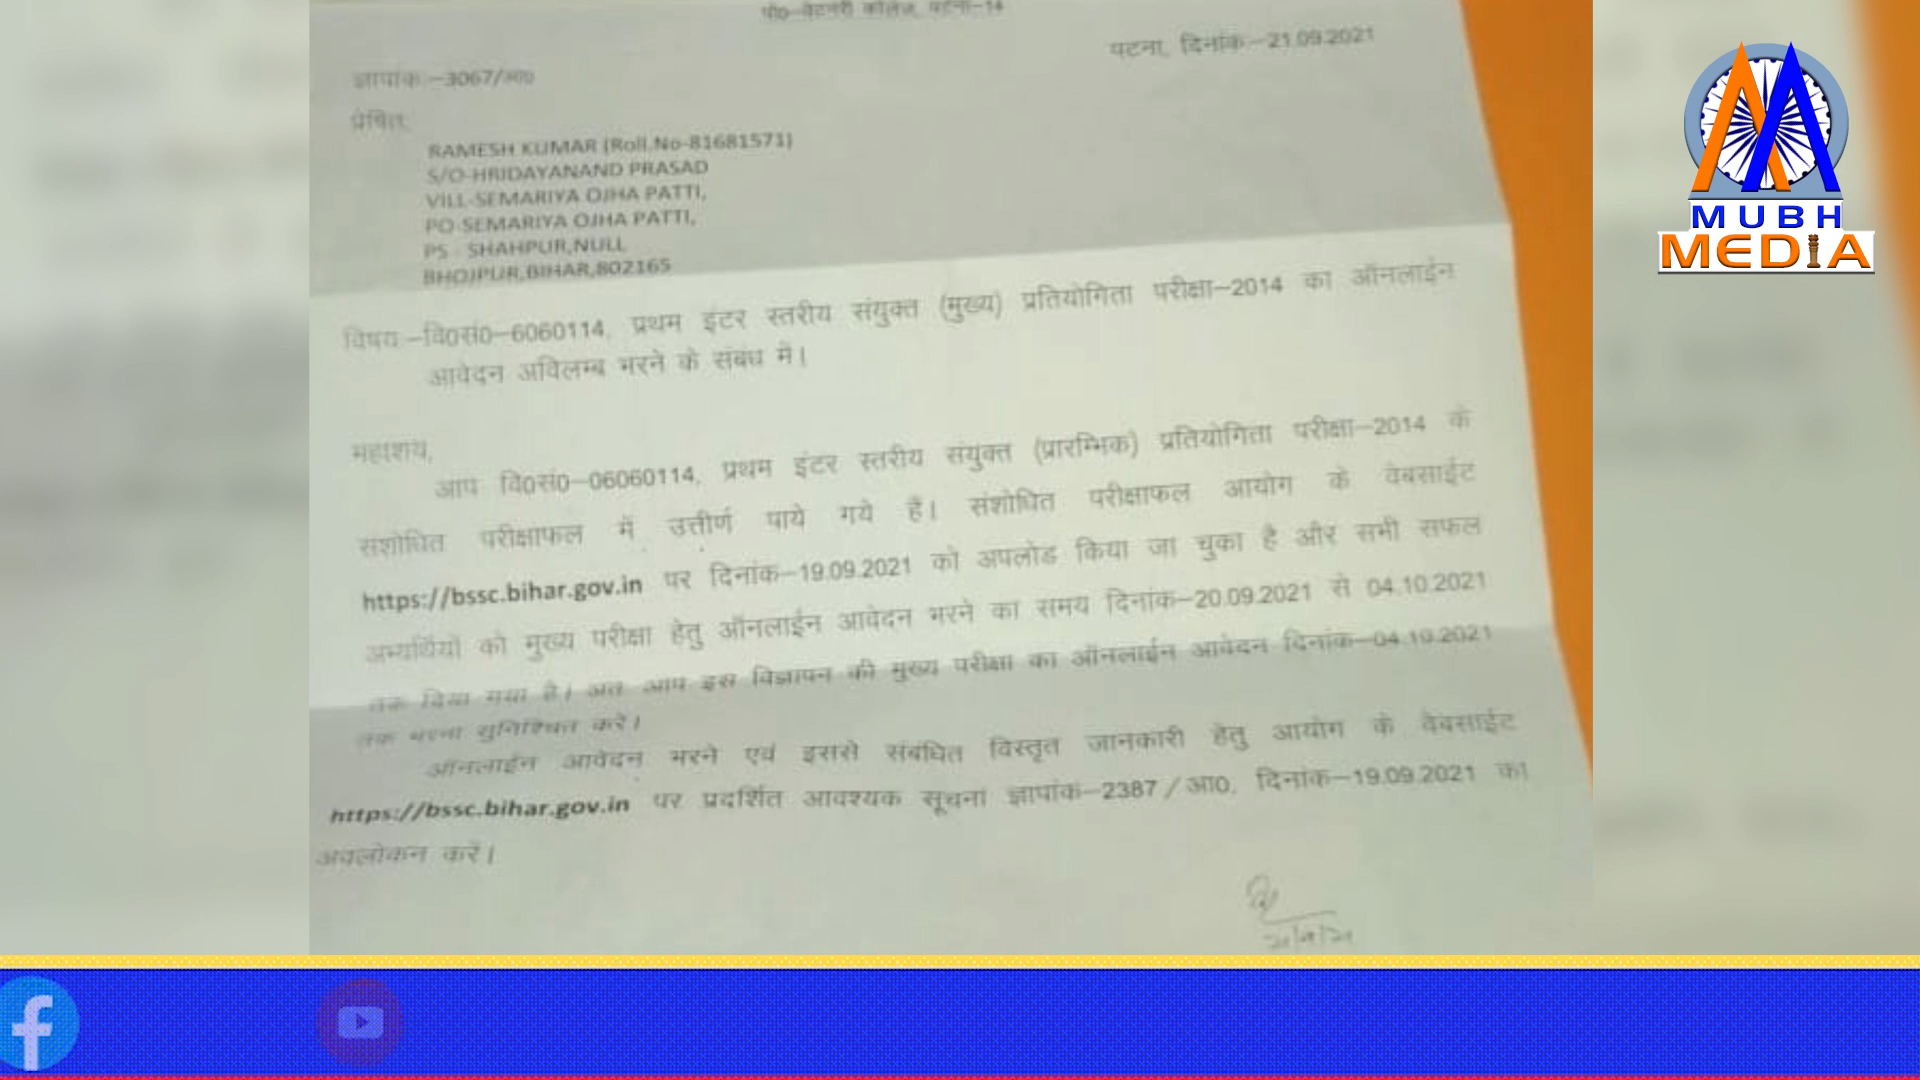 पो०-वेटनरी कॉलेज, पटना-14
ज्ञापांक:-3067/आ०
पटना, दिनांक-21.09.2021
प्रेषित,
RAMESH KUMAR (Roll.No-81681571)
S/O-HRIDAYANAND PRASAD
VILL-SEMARIYA OJHA PATTI,
PO-SEMARIYA OJHA PATTI,
PS - SHAHPUR,NULL
BHOJPUR,BIHAR,802165
विषय:-वि0सं0-6060114, प्रथम इंटर स्तरीय संयुक्त (मुख्य) प्रतियोगिता परीक्षा-2014 का ऑनलाईन
आवेदन अविलम्ब भरने के संबंध में।
महाशय,
आप वि0सं0-06060114, प्रथम इंटर स्तरीय संयुक्त (प्रारम्भिक) प्रतियोगिता परीक्षा-2014 के
संशोधित परीक्षाफल में उत्तीर्ण पाये गये हैं। संशोधित परीक्षाफल आयोग के वेबसाईट
https://bssc.bihar.gov.in पर दिनांक-19.09.2021 को अपलोड किया जा चुका है और सभी सफल
अभ्यर्थियों को मुख्य परीक्षा हेतु ऑनलाईन आवेदन भरने का समय दिनांक-20.09.2021 से 04.10.2021
तक दिया गया है। अतः आप इस विज्ञापन की मुख्य परीक्षा का ऑनलाईन आवेदन दिनांक-04.10.2021
तक भरना सुनिश्चित करें।
ऑनलाईन आवेदन भरने एवं इससे संबंधित विस्तृत जानकारी हेतु आयोग के वेबसाईट
https://bssc.bihar.gov.in पर प्रदर्शित आवश्यक सूचना ज्ञापांक-2387/आ0, दिनांक-19.09.2021 का
अवलोकन करें।
MUBH
MEDIA